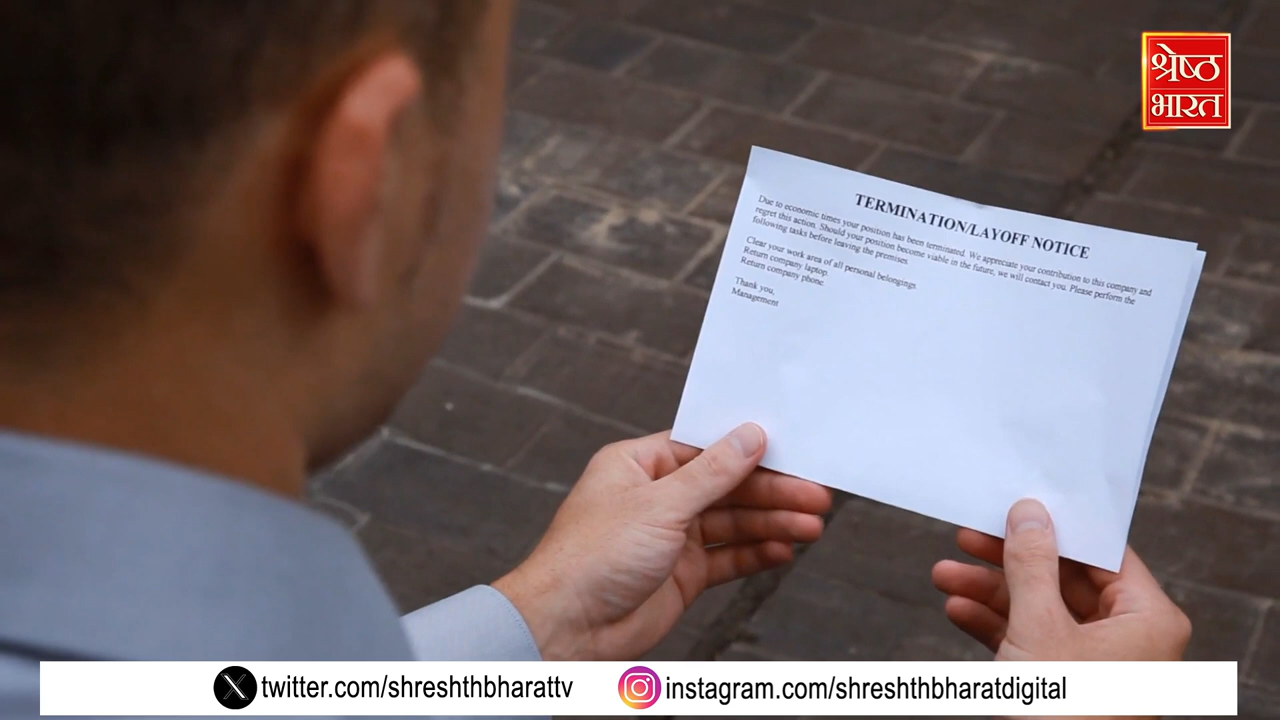 श्रेष्ठ
भारत
TERMINATION/LAYOFF NOTICE
Due to economic times your position has been terminated. We appreciate your contribution to this company and
regret this action. Should your position become viable in the future, we will contact you. Please perform the
following tasks before leaving the premises.
Clear your work area of all personal belongings.
Return company laptop.
Return company phone.
Thank you,
Management
twitter.com/shreshthbharattv
instagram.com/shreshthbharatdigital